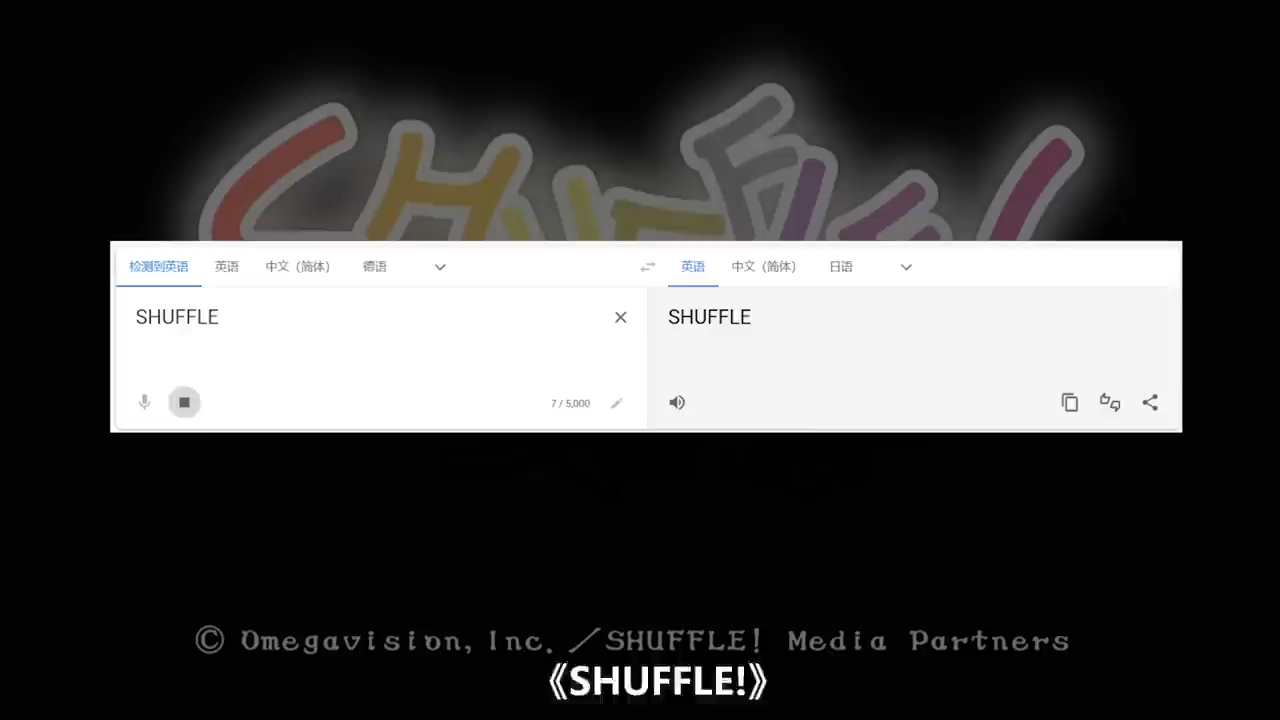 SHUFFLE!
检测到英语 英语 中文（简体） 德语 英语 中文（简体） 日语
SHUFFLE SHUFFLE
7 / 5,000
© Omegavision, Inc. ／SHUFFLE! Media Partners
《SHUFFLE!》